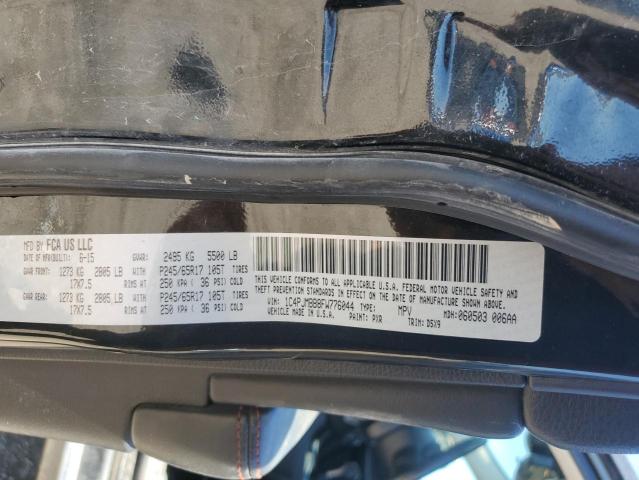 MFD BY FCA US LLC
DATE OF MFR(BUILT): 6-15 GVWR: 2495 KG 5500 LB
GAWR FRONT: 1273 KG 2805 LB WITH P245/65R17 105T TIRES
17X7.5 RIMS AT 250 KPA ( 36 PSI) COLD
GAWR REAR: 1273 KG 2805 LB WITH P245/65R17 105T TIRES
17X7.5 RIMS AT 250 KPA ( 36 PSI) COLD
THIS VEHICLE CONFORMS TO ALL APPLICABLE FEDERAL MOTOR VEHICLE SAFETY AND
THEFT PREVENTION STANDARDS IN EFFECT IN U.S.A. ON THE DATE OF MANUFACTURE SHOWN ABOVE.
VIN: 1C4PJMBB8FW776044 TYPE: MPV MDH: 060503 006AA
VEHICLE MADE IN U.S.A. PAINT: PXR TRIM: D5X9